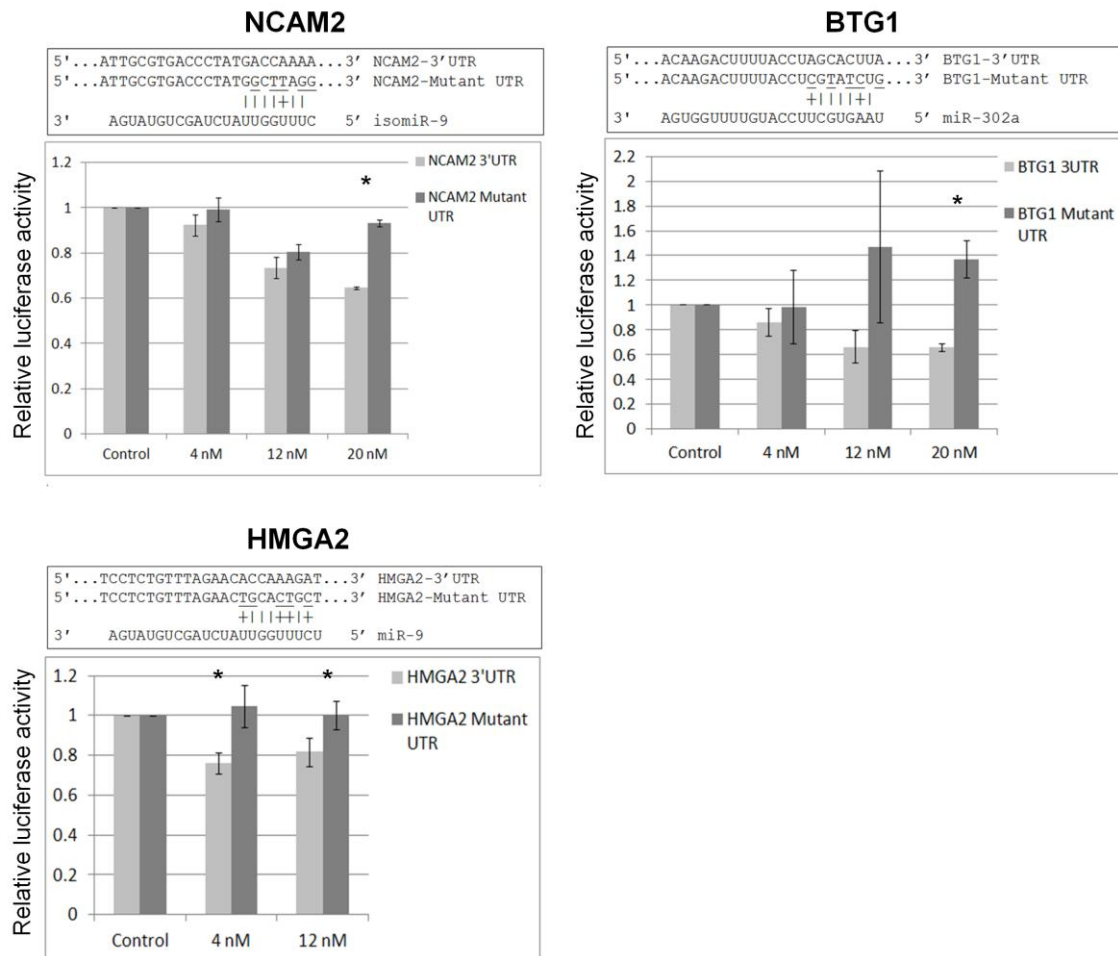 NCAM2
5'...ATTGCGTGACCCTATGACCAAAA...3' NCAM2-3'UTR
5'...ATTGCGTGACCCTATGGCTTAGG...3' NCAM2-Mutant UTR
||||+||
3' AGUAUGUCGAUCUAUUGGUUUC 5' isomiR-9
1.2
1
0.8
0.6
0.4
0.2
0
Relative luciferase activity
Control 4 nM 12 nM 20 nM
*
NCAM2 3'UTR
NCAM2 Mutant
UTR
BTG1
5'...ACAAGACUUUUACCUAGCACUUA...3' BTG1-3'UTR
5'...ACAAGACUUUUACCUCGUAUCUG...3' BTG1-Mutant UTR
+||||+|
3' AGUGGUUUUGUACCUUCGUGAAU 5' miR-302a
2.2
2
1.8
1.6
1.4
1.2
1
0.8
0.6
0.4
0.2
0
Relative luciferase activity
Control 4 nM 12 nM 20 nM
*
BTG1 3UTR
BTG1 Mutant
UTR
HMGA2
5'...TCCTCTGTTTAGAACACCAAAGAT...3' HMGA2-3'UTR
5'...TCCTCTGTTTAGAACTGCACTGCT...3' HMGA2-Mutant UTR
+|||++|+
3' AGUAUGUCGAUCUAUUGGUUUCU 5' miR-9
1.2
1
0.8
0.6
0.4
0.2
0
Relative luciferase activity
Control 4 nM 12 nM
* *
HMGA2 3'UTR
HMGA2 Mutant
UTR